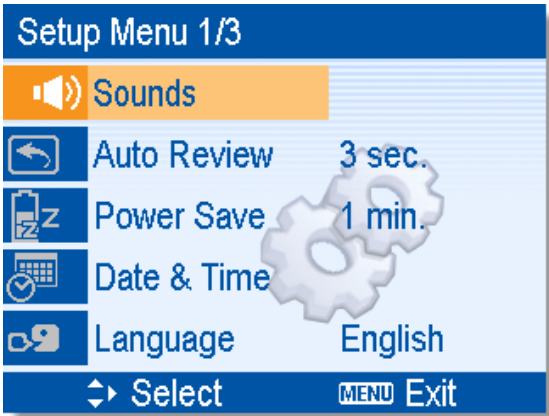 Setup Menu 1/3
Sounds
Auto Review 3 sec.
Power Save 1 min.
Date & Time
Language English
Select MENU Exit